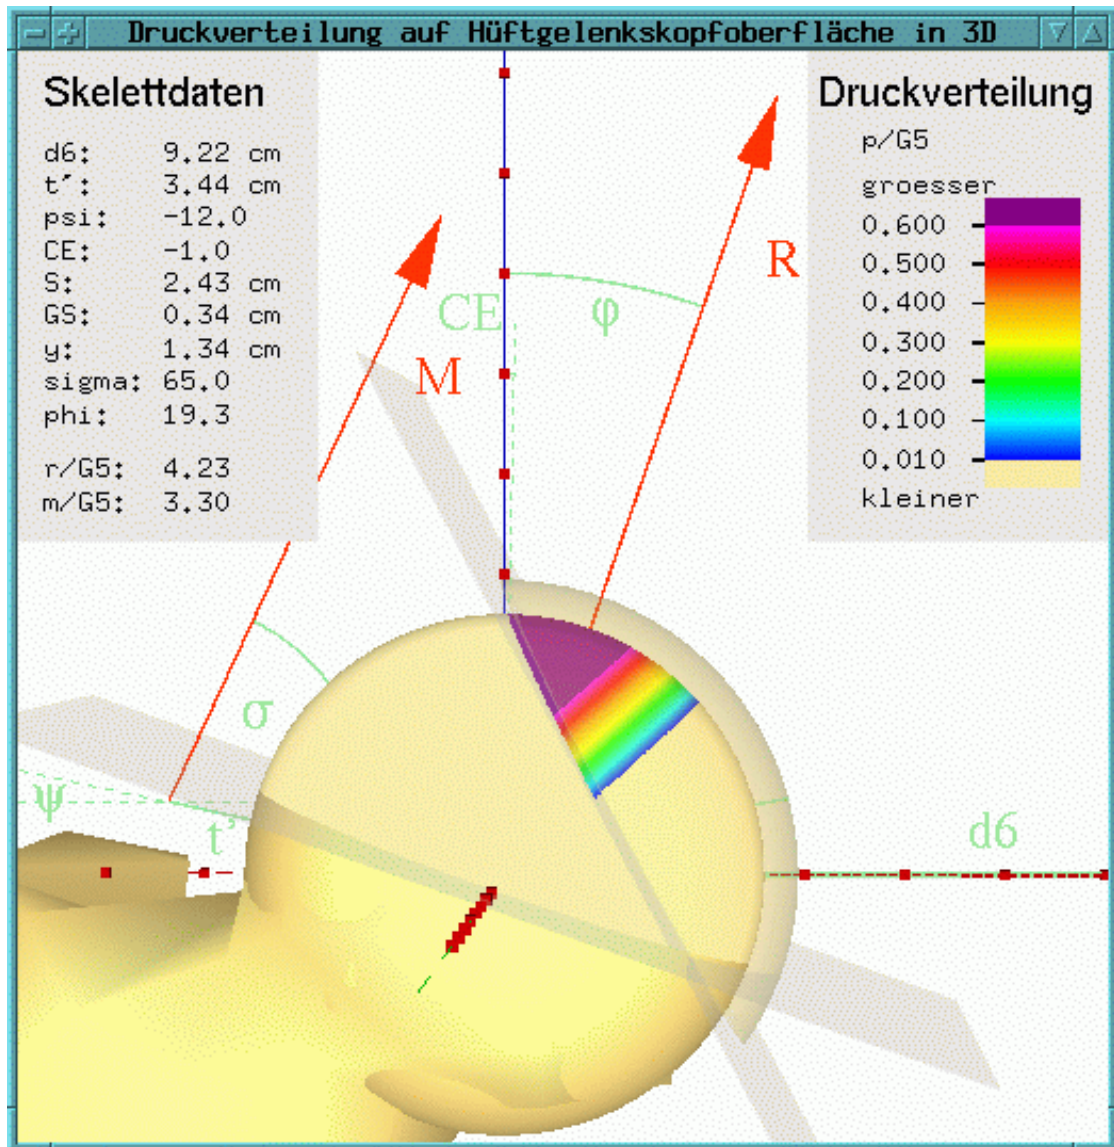 Druckverteilung auf Hüftgelenkskopfoberfläche in 3D
Skelettdaten
d6: 9.22 cm
t´: 3.44 cm
psi: -12.0
CE: -1.0
S: 2.43 cm
GS: 0.34 cm
y: 1.34 cm
sigma: 65.0
phi: 19.3
r/G5: 4.23
m/G5: 3.30
Druckverteilung
p/G5
groesser
0.600
0.500
0.400
0.300
0.200
0.100
0.010
kleiner
R
CE
φ
M
σ
ψ
t'
d6